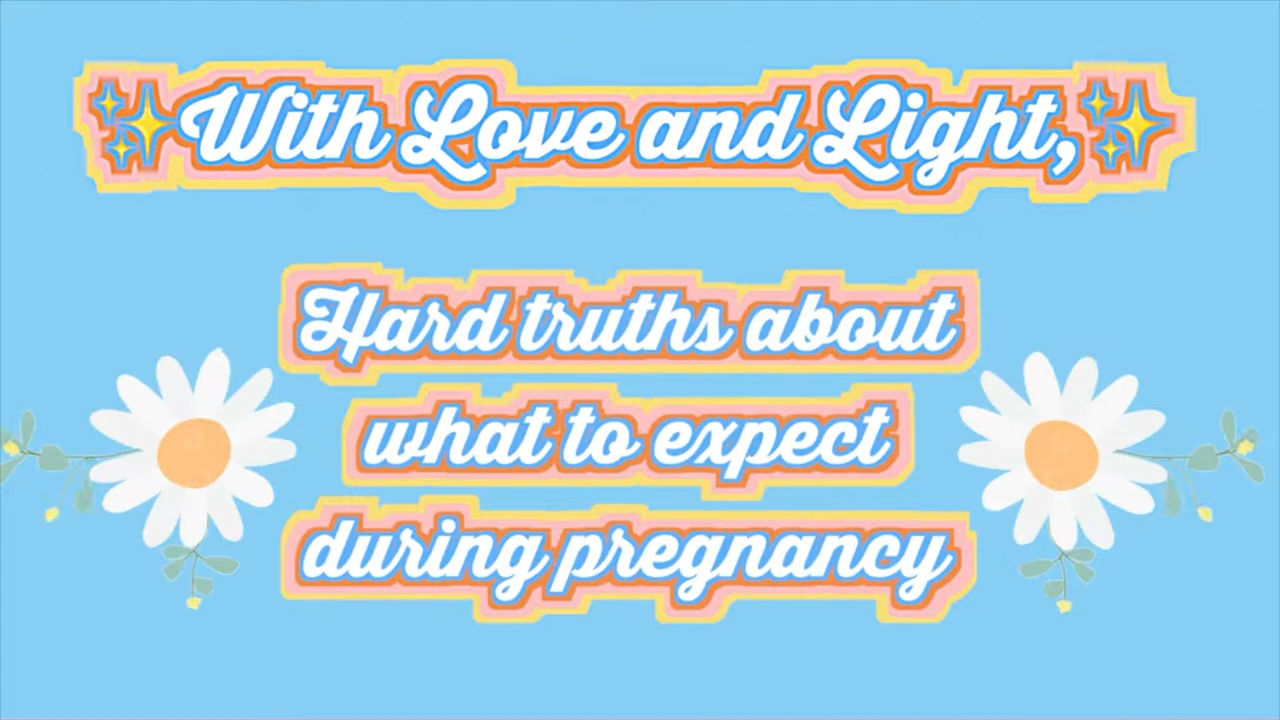 ✨With Love and Light,✨
Hard truths about
what to expect
during pregnancy